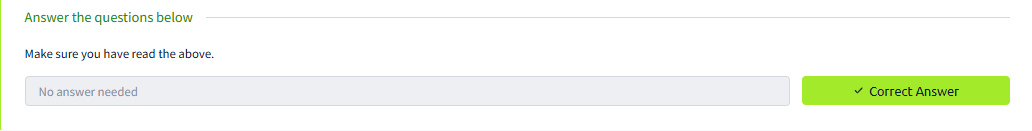 Answer the questions below
Make sure you have read the above.
No answer needed
Correct Answer